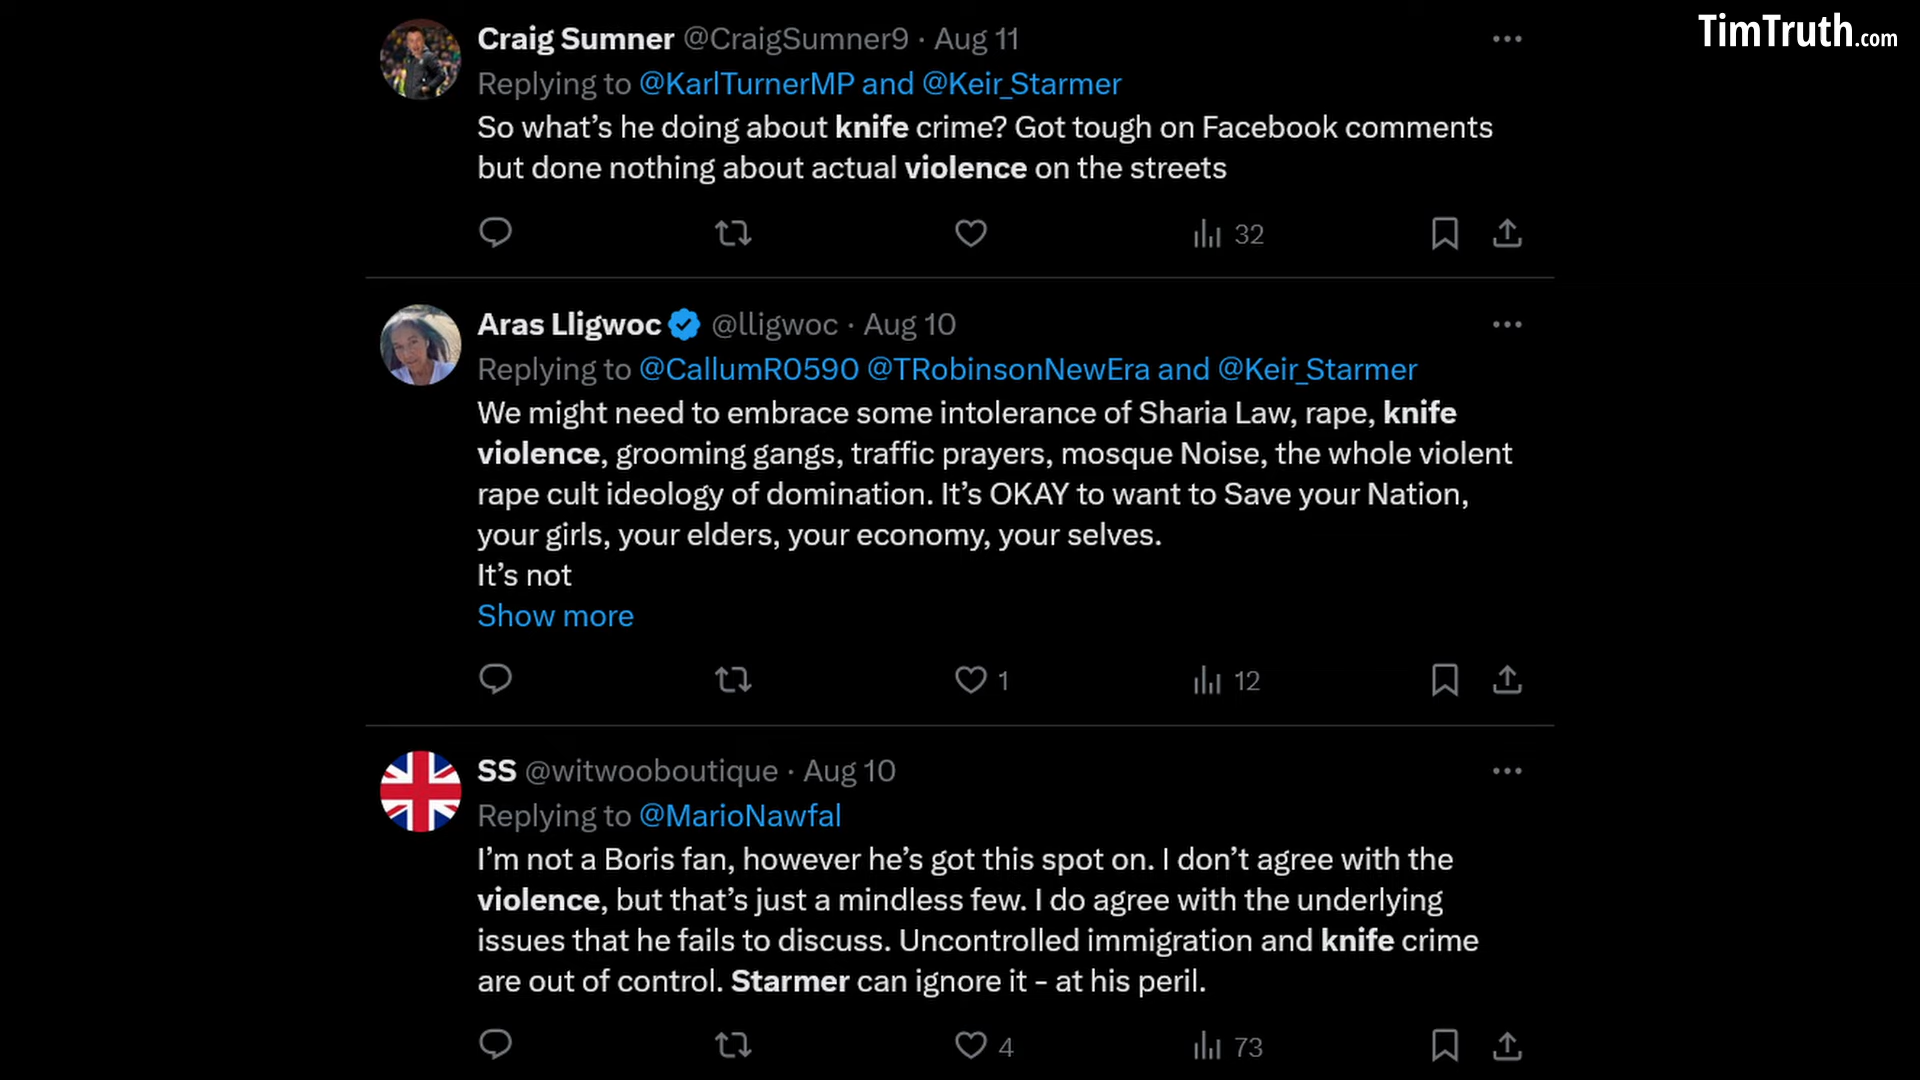 TimTruth.com
Craig Sumner @CraigSumner9 · Aug 11
Replying to @KarlTurnerMP and @Keir_Starmer
So what’s he doing about knife crime? Got tough on Facebook comments
but done nothing about actual violence on the streets
32
Aras Lligwoc @lligwoc · Aug 10
Replying to @CallumR0590 @TRobinsonNewEra and @Keir_Starmer
We might need to embrace some intolerance of Sharia Law, rape, knife
violence, grooming gangs, traffic prayers, mosque Noise, the whole violent
rape cult ideology of domination. It’s OKAY to want to Save your Nation,
your girls, your elders, your economy, your selves.
It’s not
Show more
1 12
SS @witwooboutique · Aug 10
Replying to @MarioNawfal
I’m not a Boris fan, however he’s got this spot on. I don’t agree with the
violence, but that’s just a mindless few. I do agree with the underlying
issues that he fails to discuss. Uncontrolled immigration and knife crime
are out of control. Starmer can ignore it - at his peril.
4 73